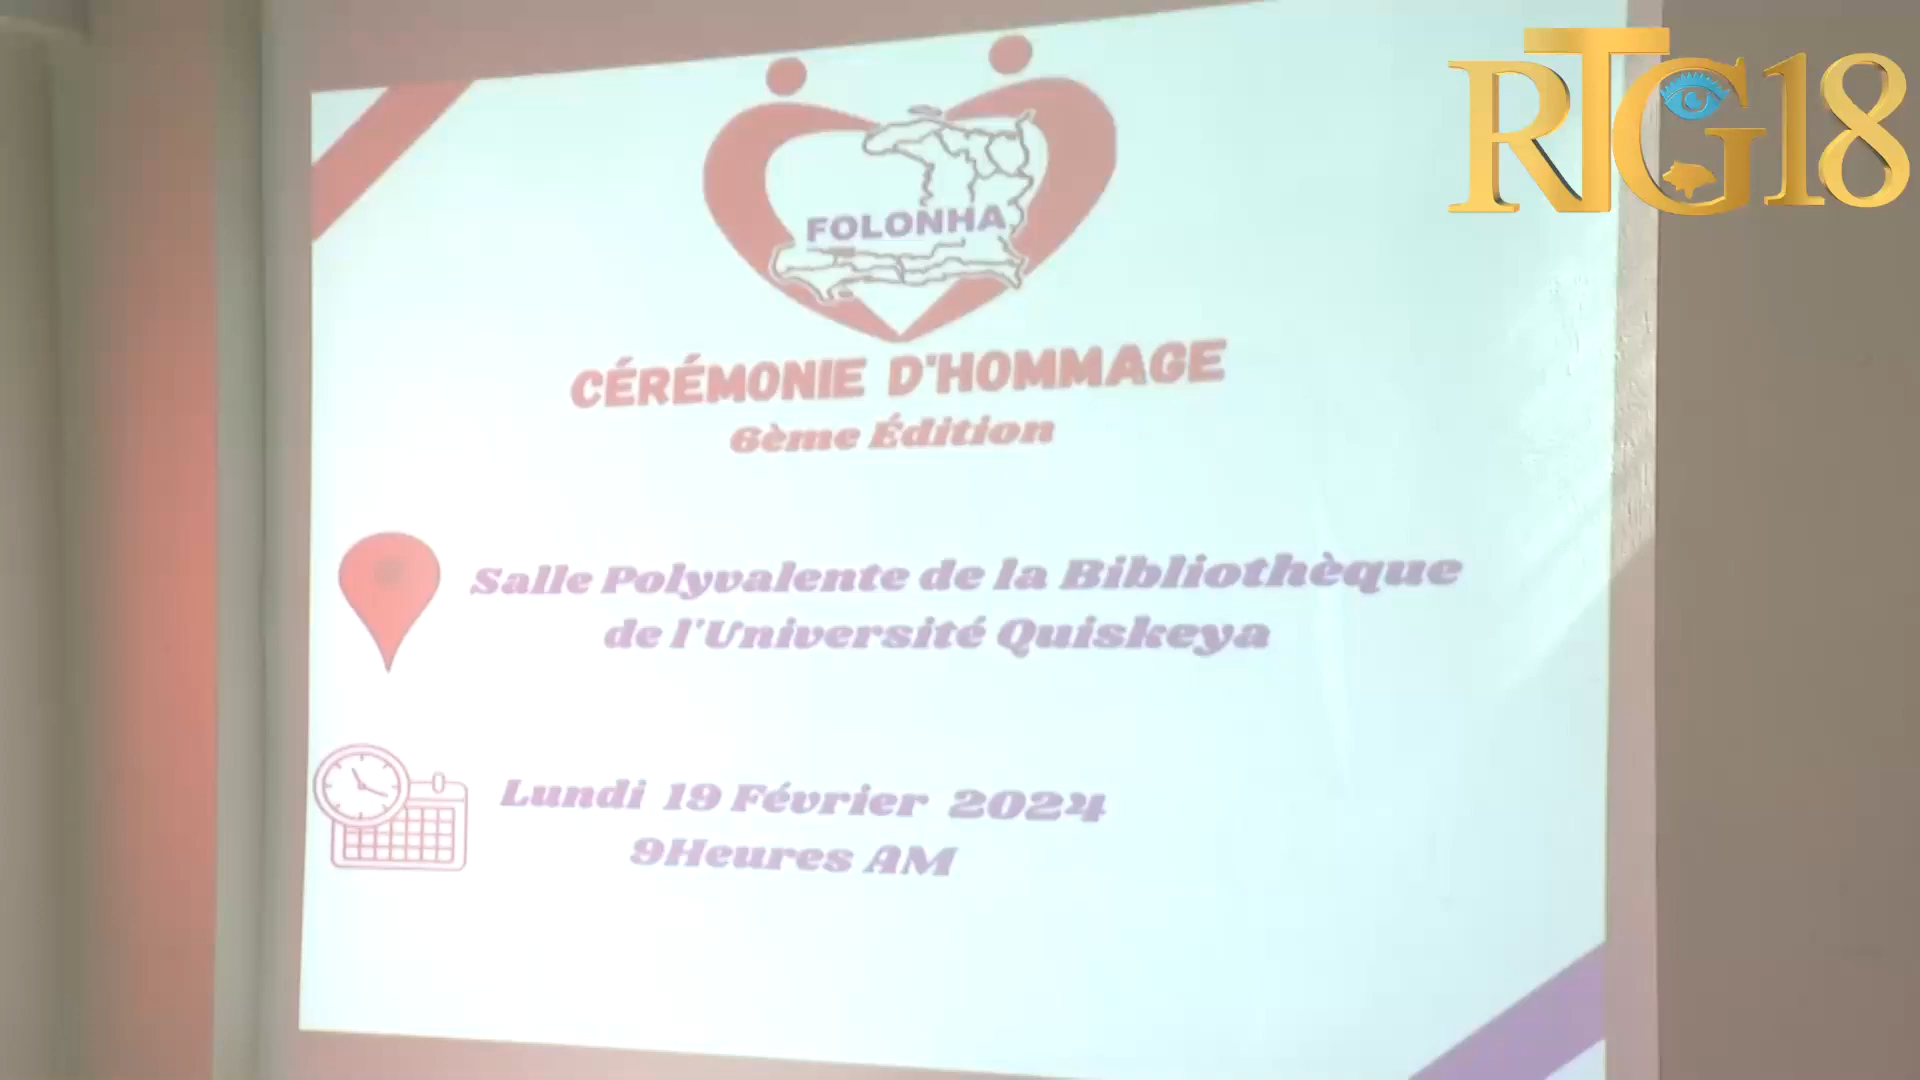 RTG18
FOLONHA
CÉRÉMONIE D'HOMMAGE
6ème Édition
Salle Polyvalente de la Bibliothèque
de l'Université Quiskeya
Lundi 19 Février 2024
9Heures AM